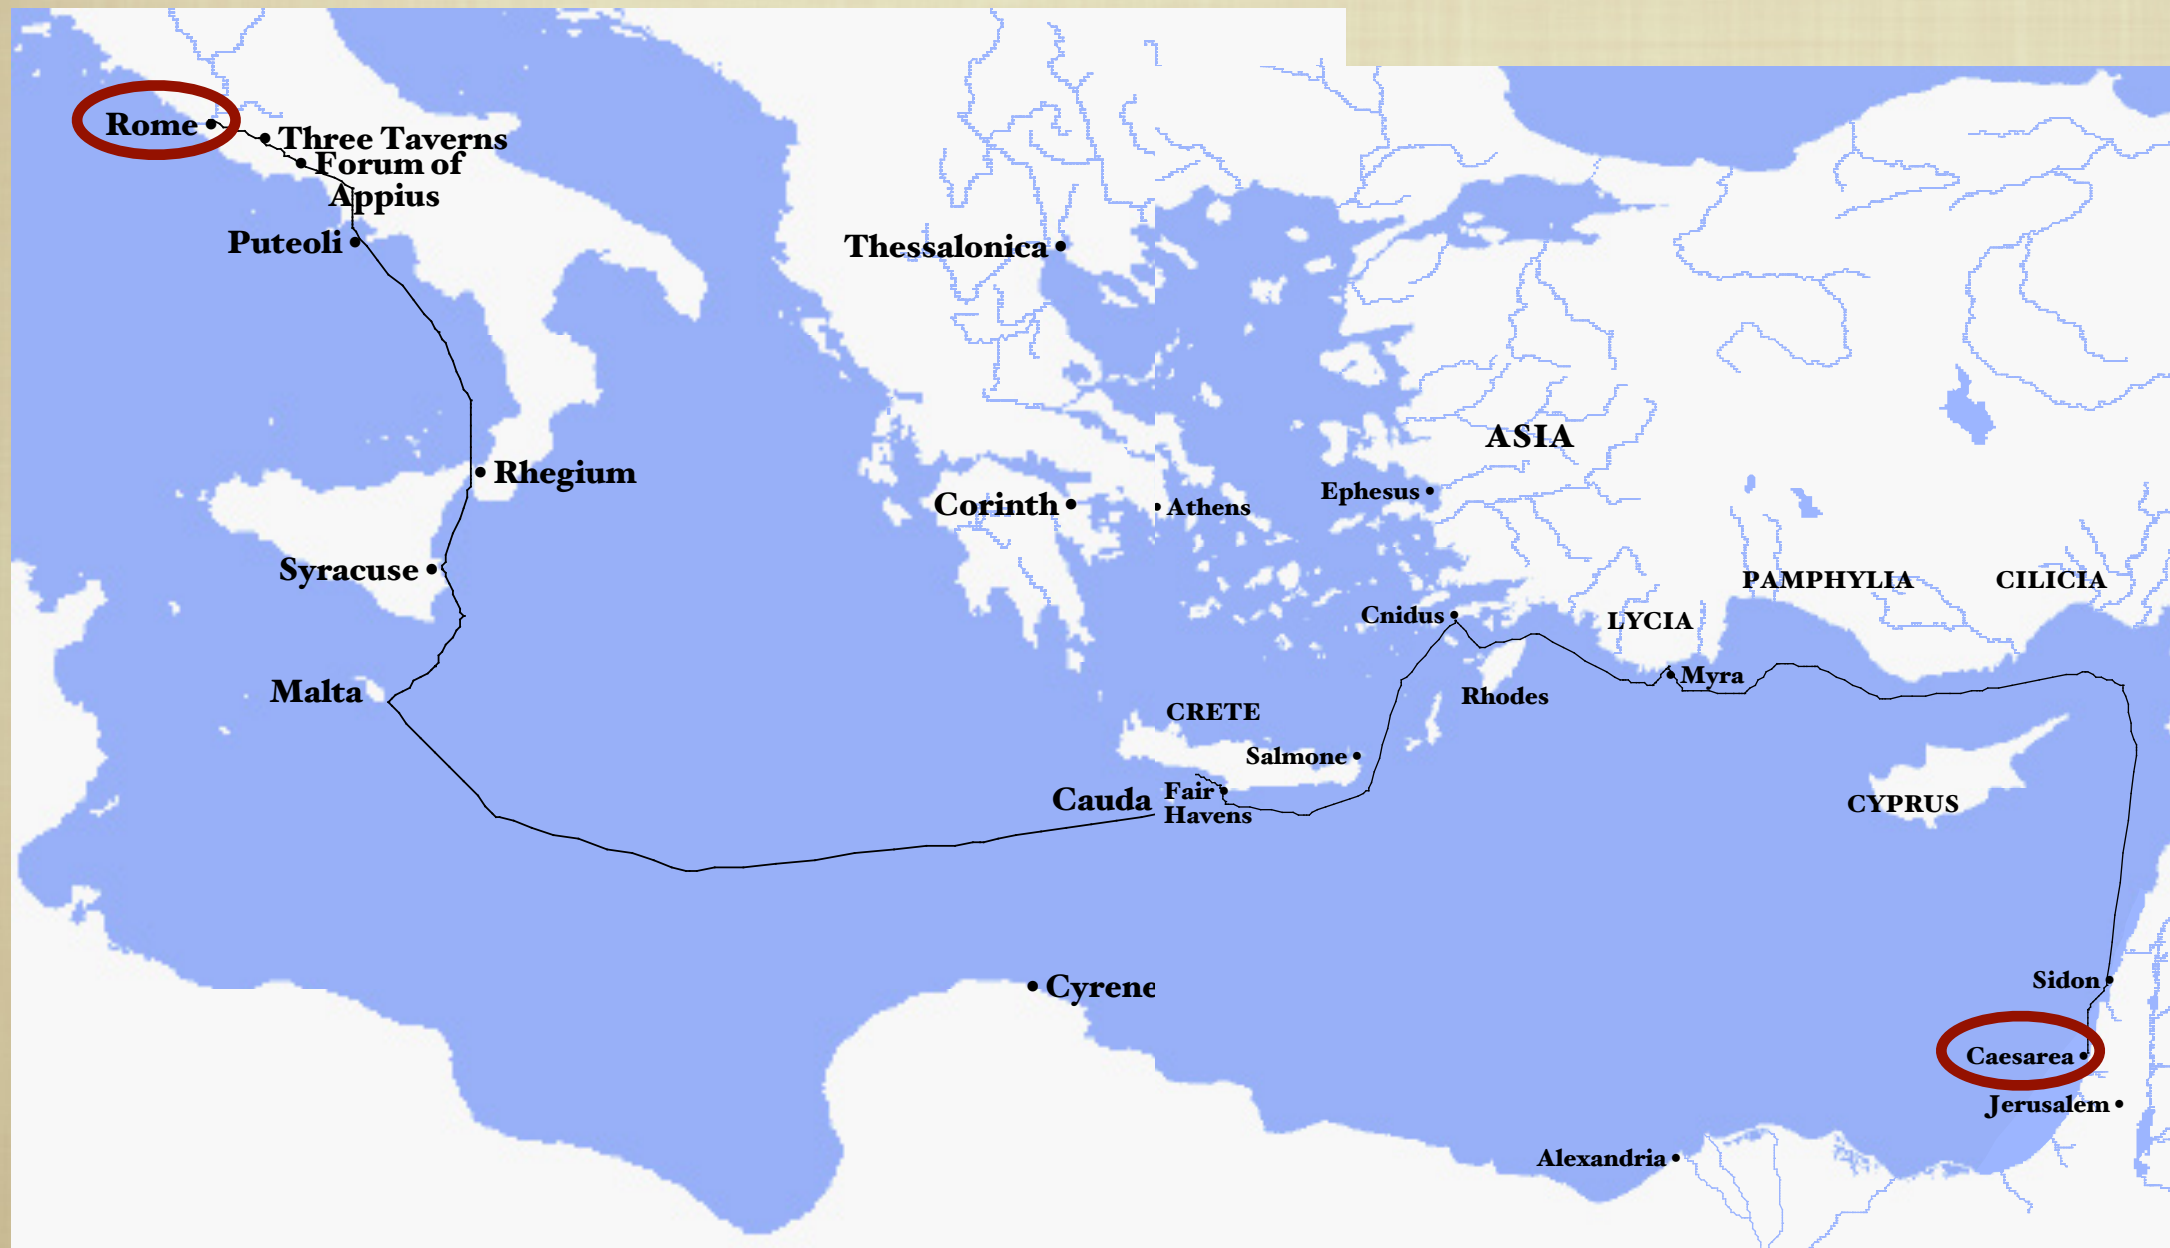 Rome
Three Taverns
Forum of
Appius
Puteoli
Thessalonica
ASIA
Rhegium
Ephesus
Corinth
Athens
Syracuse
PAMPHYLIA
CILICIA
Cnidus
LYCIA
Myra
Malta
Rhodes
CRETE
Salmone
Fair
Havens
Cauda
CYPRUS
Sidon
Cyrene
Caesarea
Jerusalem
Alexandria